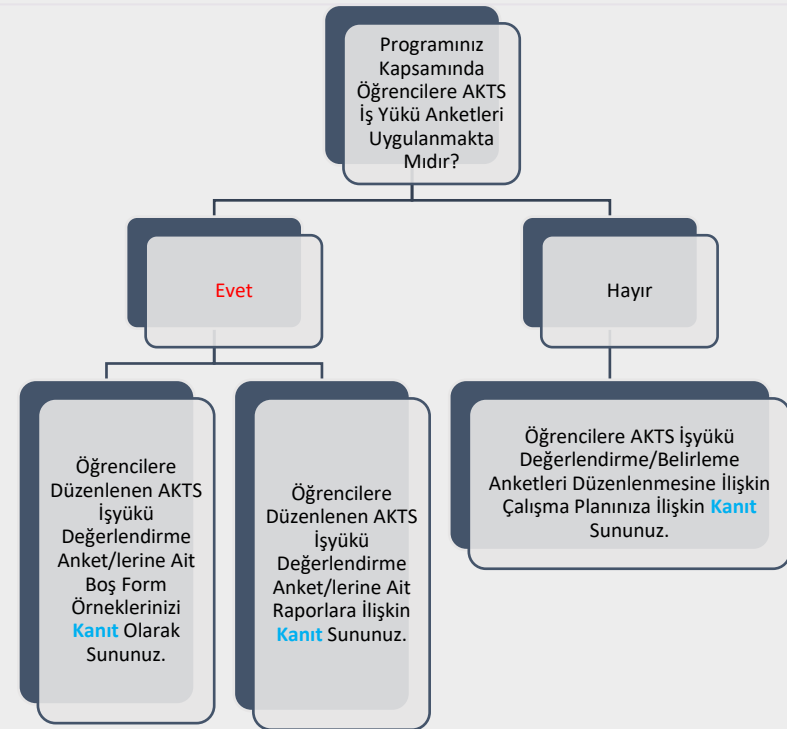 Programınız
Kapsamında
Öğrencilere AKTS
İş Yükü Anketleri
Uygulanmakta
Mıdır?
Evet
Hayır
Öğrencilere
Düzenlenen AKTS
İşyükü
Değerlendirme
Anket/lerine Ait
Boş Form
Örneklerinizi
Kanıt Olarak
Sununuz.
Öğrencilere
Düzenlenen AKTS
İşyükü
Değerlendirme
Anket/lerine Ait
Raporlara İlişkin
Kanıt Sununuz.
Öğrencilere AKTS İşyükü
Değerlendirme/Belirleme
Anketleri Düzenlenmesine İlişkin
Çalışma Planınıza İlişkin Kanıt
Sununuz.